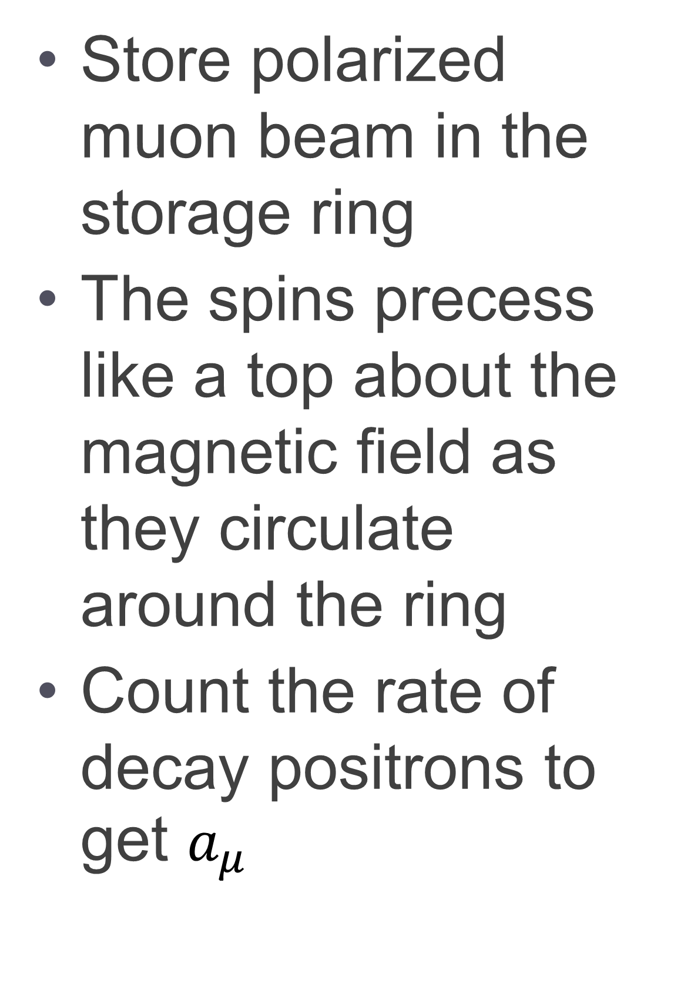 • Store polarized
muon beam in the
storage ring
• The spins precess
like a top about the
magnetic field as
they circulate
around the ring
• Count the rate of
decay positrons to
get 𝑎𝜇